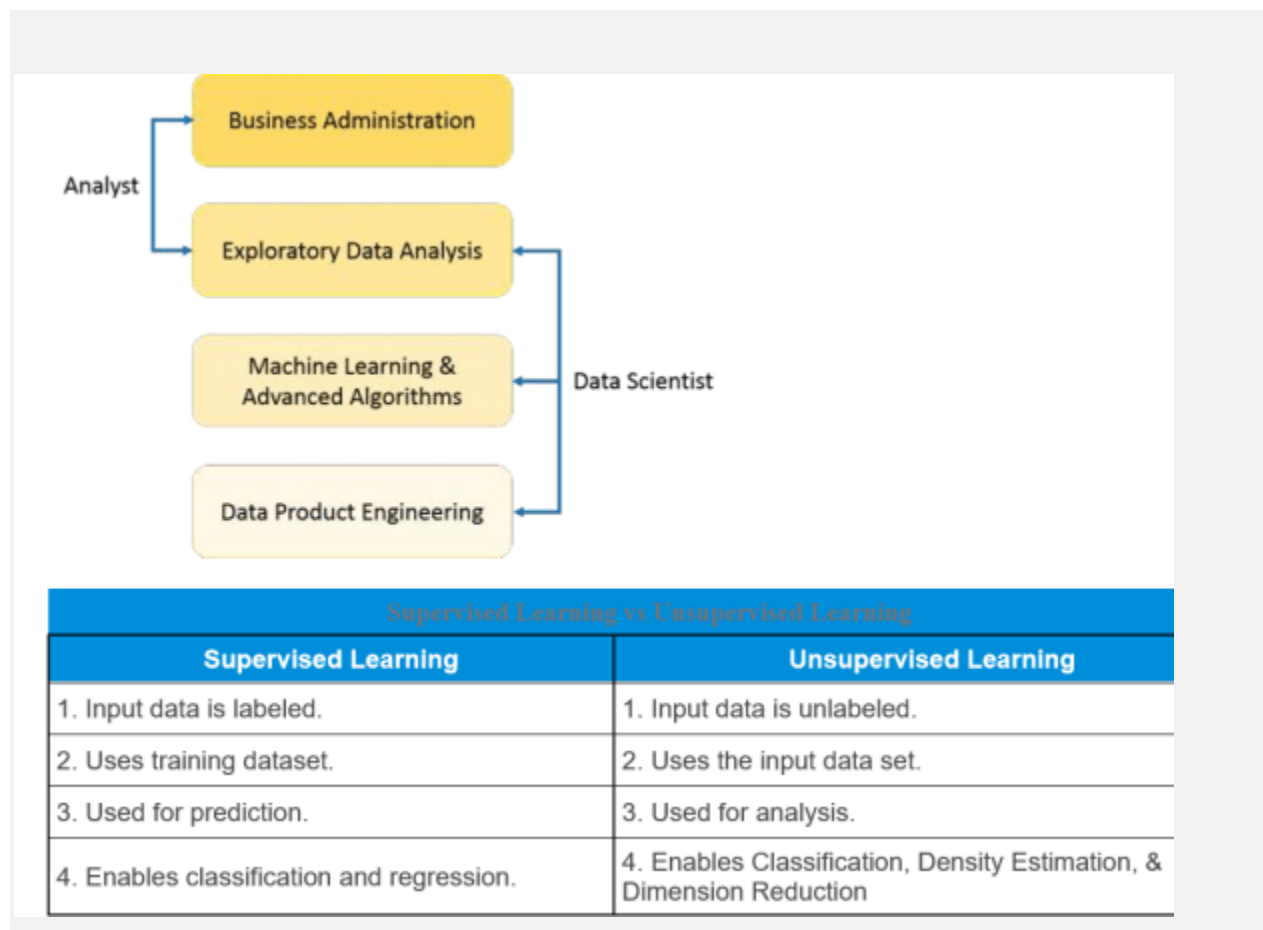 Business Administration
Analyst
Exploratory Data Analysis
Machine Learning &
Advanced Algorithms
Data Scientist
Data Product Engineering
Supervised Learning vs Unsupervised Learning
Supervised Learning
Unsupervised Learning
1. Input data is labeled.
1. Input data is unlabeled.
2. Uses training dataset.
2. Uses the input data set.
3. Used for prediction.
3. Used for analysis.
4. Enables classification and regression.
4. Enables Classification, Density Estimation, &
Dimension Reduction